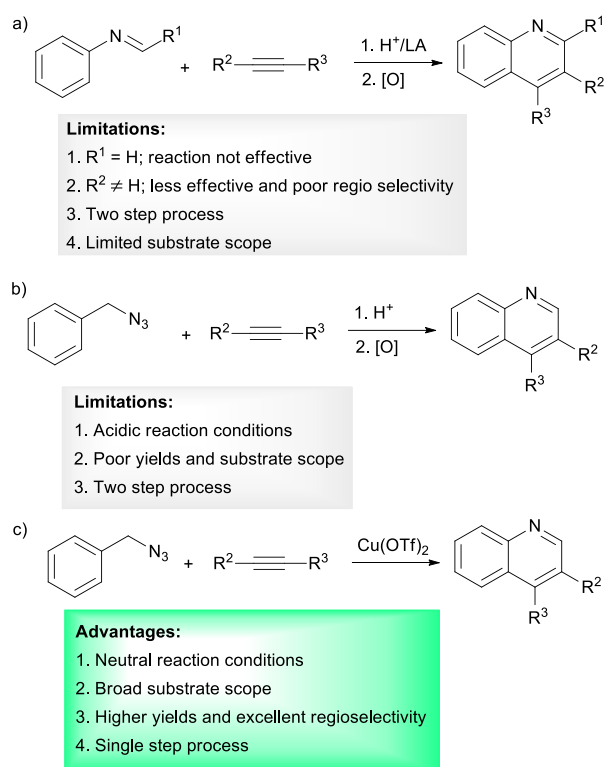 a)
N R¹ + R² R³ 1. H⁺/LA 2. [O] N R¹ R² R³
Limitations:
1. R¹ = H; reaction not effective
2. R² ≠ H; less effective and poor regio selectivity
3. Two step process
4. Limited substrate scope
b)
N₃ + R² R³ 1. H⁺ 2. [O] N R² R³
Limitations:
1. Acidic reaction conditions
2. Poor yields and substrate scope
3. Two step process
c)
N₃ + R² R³ Cu(OTf)₂ N R² R³
Advantages:
1. Neutral reaction conditions
2. Broad substrate scope
3. Higher yields and excellent regioselectivity
4. Single step process